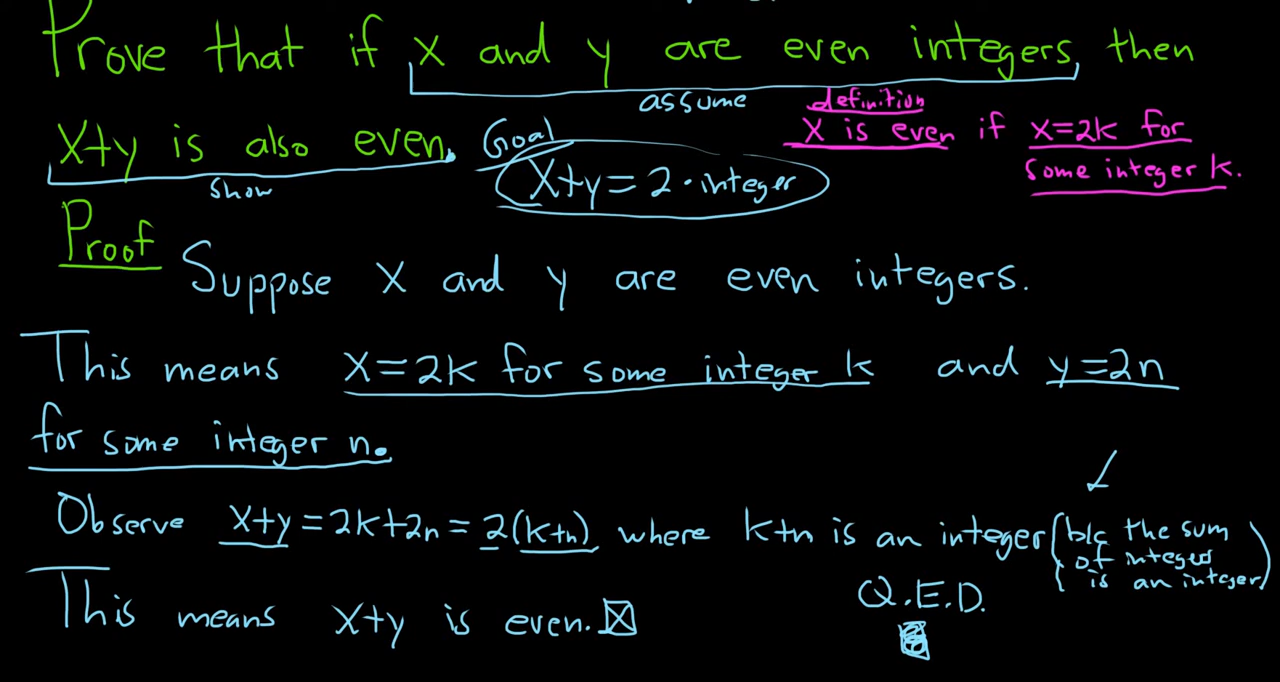 Prove that if x and y are even integers, then
assume
x+y is also even.
show
Goal
x+y = 2 · integer
definition
X is even if x=2k for
some integer k.
Proof
Suppose x and y are even integers.
This means x=2k for some integer k and y=2n
for some integer n.
Observe x+y = 2k+2n = 2(k+n) where k+n is an integer (b/c the sum
of integers
is an integer)
This means x+y is even.
Q.E.D.